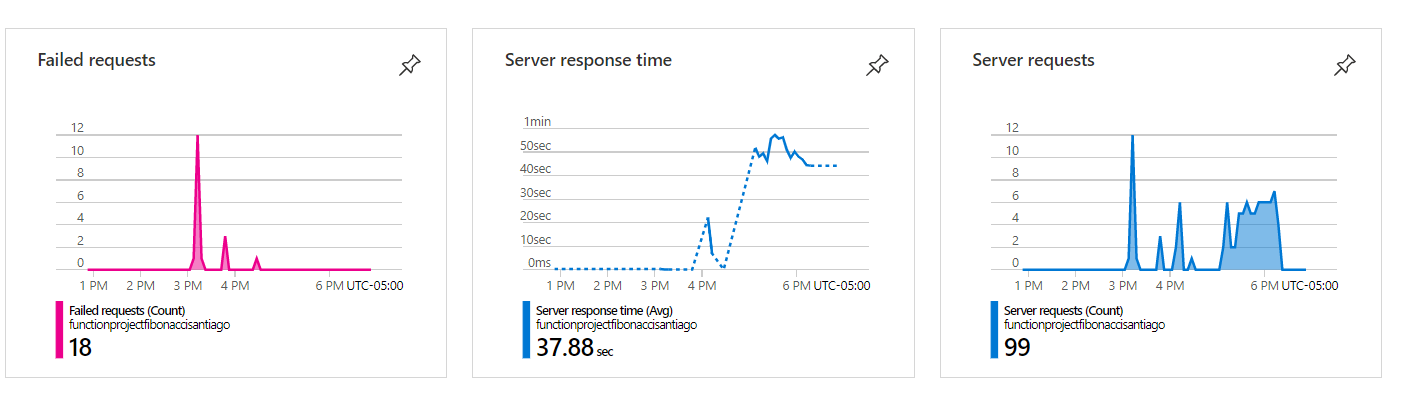 Failed requests
12
10
8
6
4
2
0
1 PM 2 PM 3 PM 4 PM 6 PM UTC-05:00
Failed requests (Count)
functionprojectfibonaccisantiago
18
Server response time
1min
50sec
40sec
30sec
20sec
10sec
0ms
1 PM 2 PM 3 PM 4 PM 6 PM UTC-05:00
Server response time (Avg)
functionprojectfibonaccisantiago
37.88 sec
Server requests
12
10
8
6
4
2
0
1 PM 2 PM 3 PM 4 PM 6 PM UTC-05:00
Server requests (Count)
functionprojectfibonaccisantiago
99